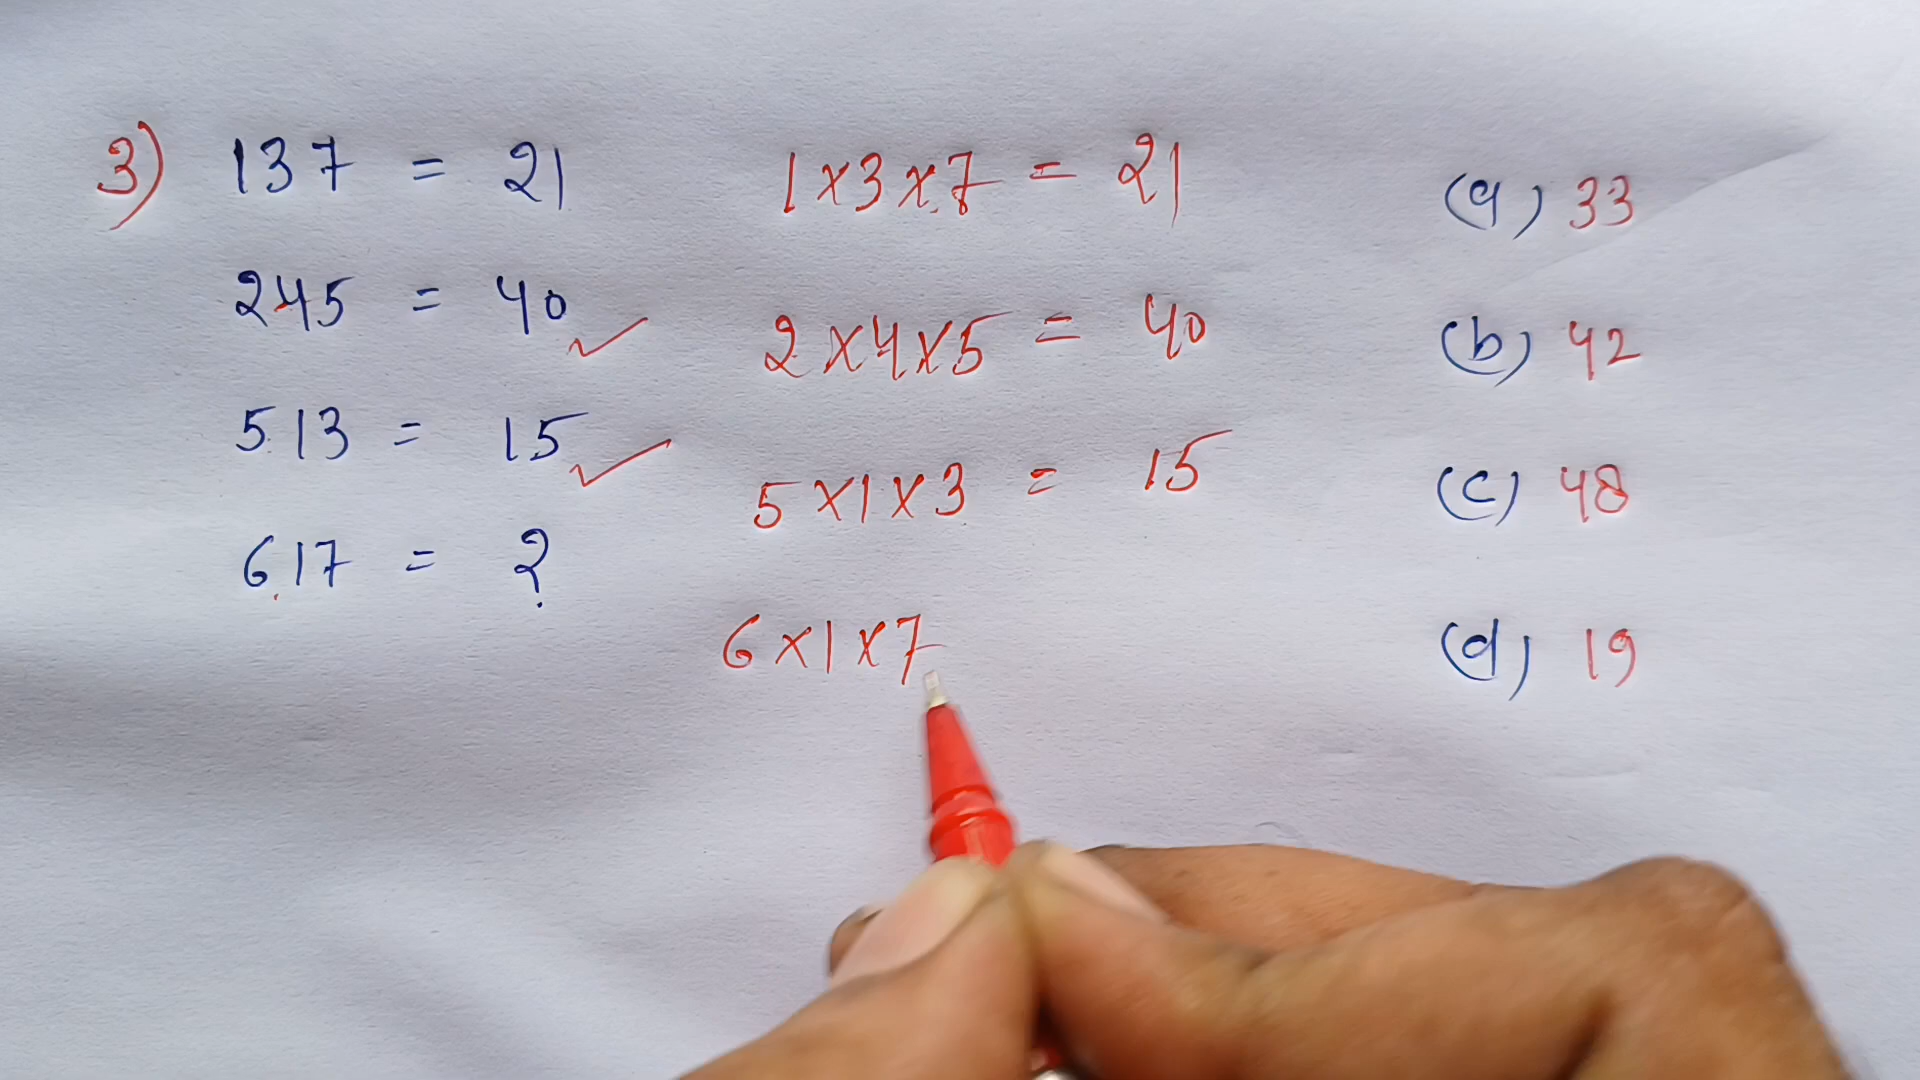 3) 137 = 21
245 = 40
513 = 15
617 = ?
1×3×7 = 21
2×4×5 = 40
5×1×3 = 15
6×1×7
(a) 33
(b) 42
(c) 48
(d) 19